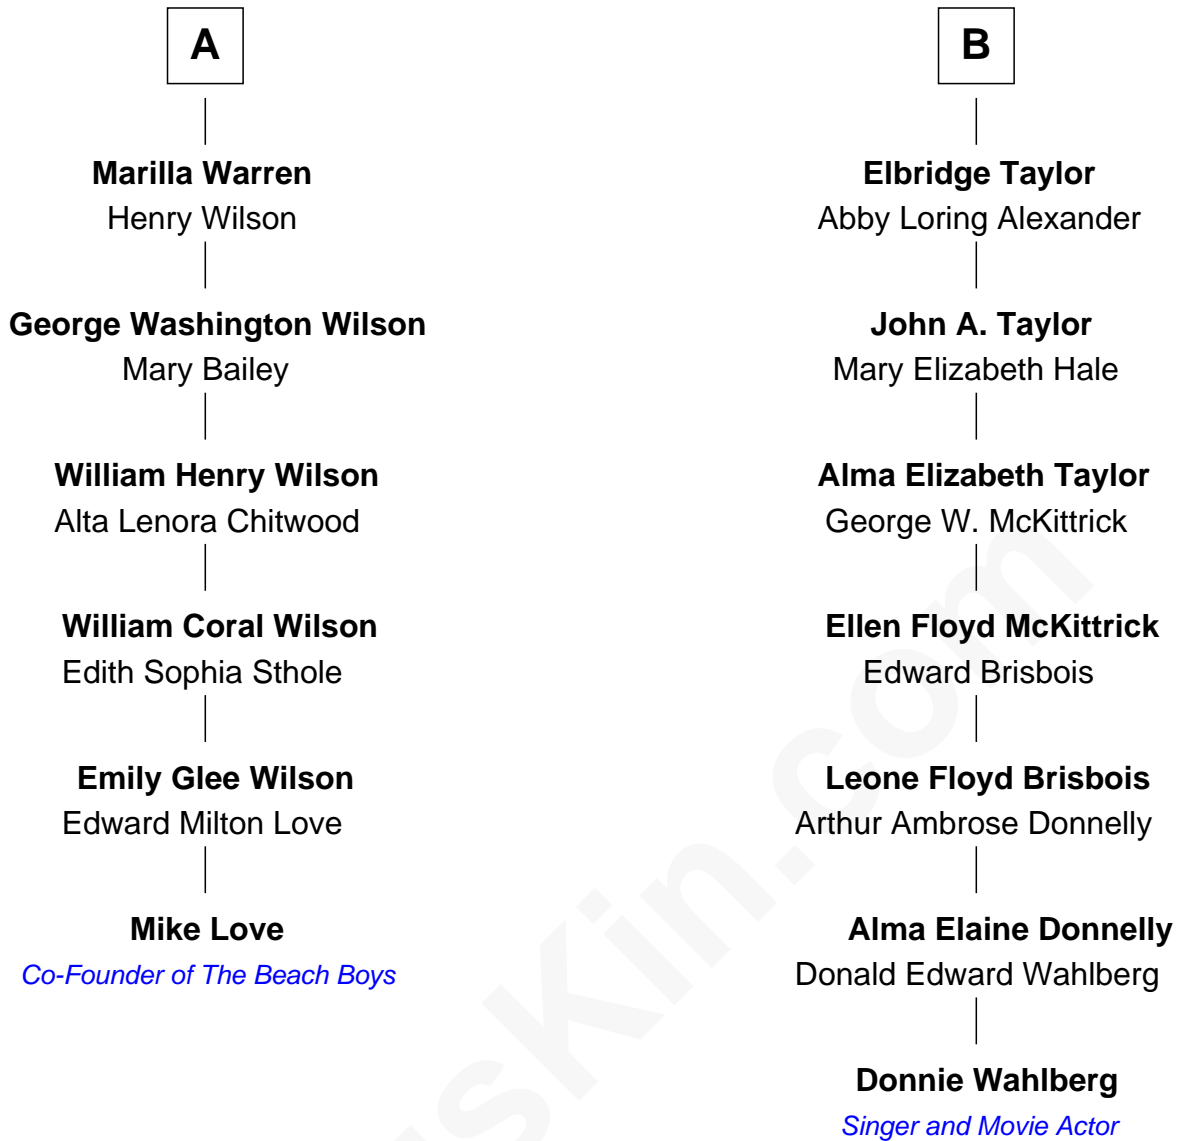 A
Marilla Warren
Henry Wilson
George Washington Wilson
Mary Bailey
William Henry Wilson
Alta Lenora Chitwood
William Coral Wilson
Edith Sophia Sthole
Emily Glee Wilson
Edward Milton Love
Mike Love
Co-Founder of The Beach Boys
B
Elbridge Taylor
Abby Loring Alexander
John A. Taylor
Mary Elizabeth Hale
Alma Elizabeth Taylor
George W. McKittrick
Ellen Floyd McKittrick
Edward Brisbois
Leone Floyd Brisbois
Arthur Ambrose Donnelly
Alma Elaine Donnelly
Donald Edward Wahlberg
Donnie Wahlberg
Singer and Movie Actor
sKin.com